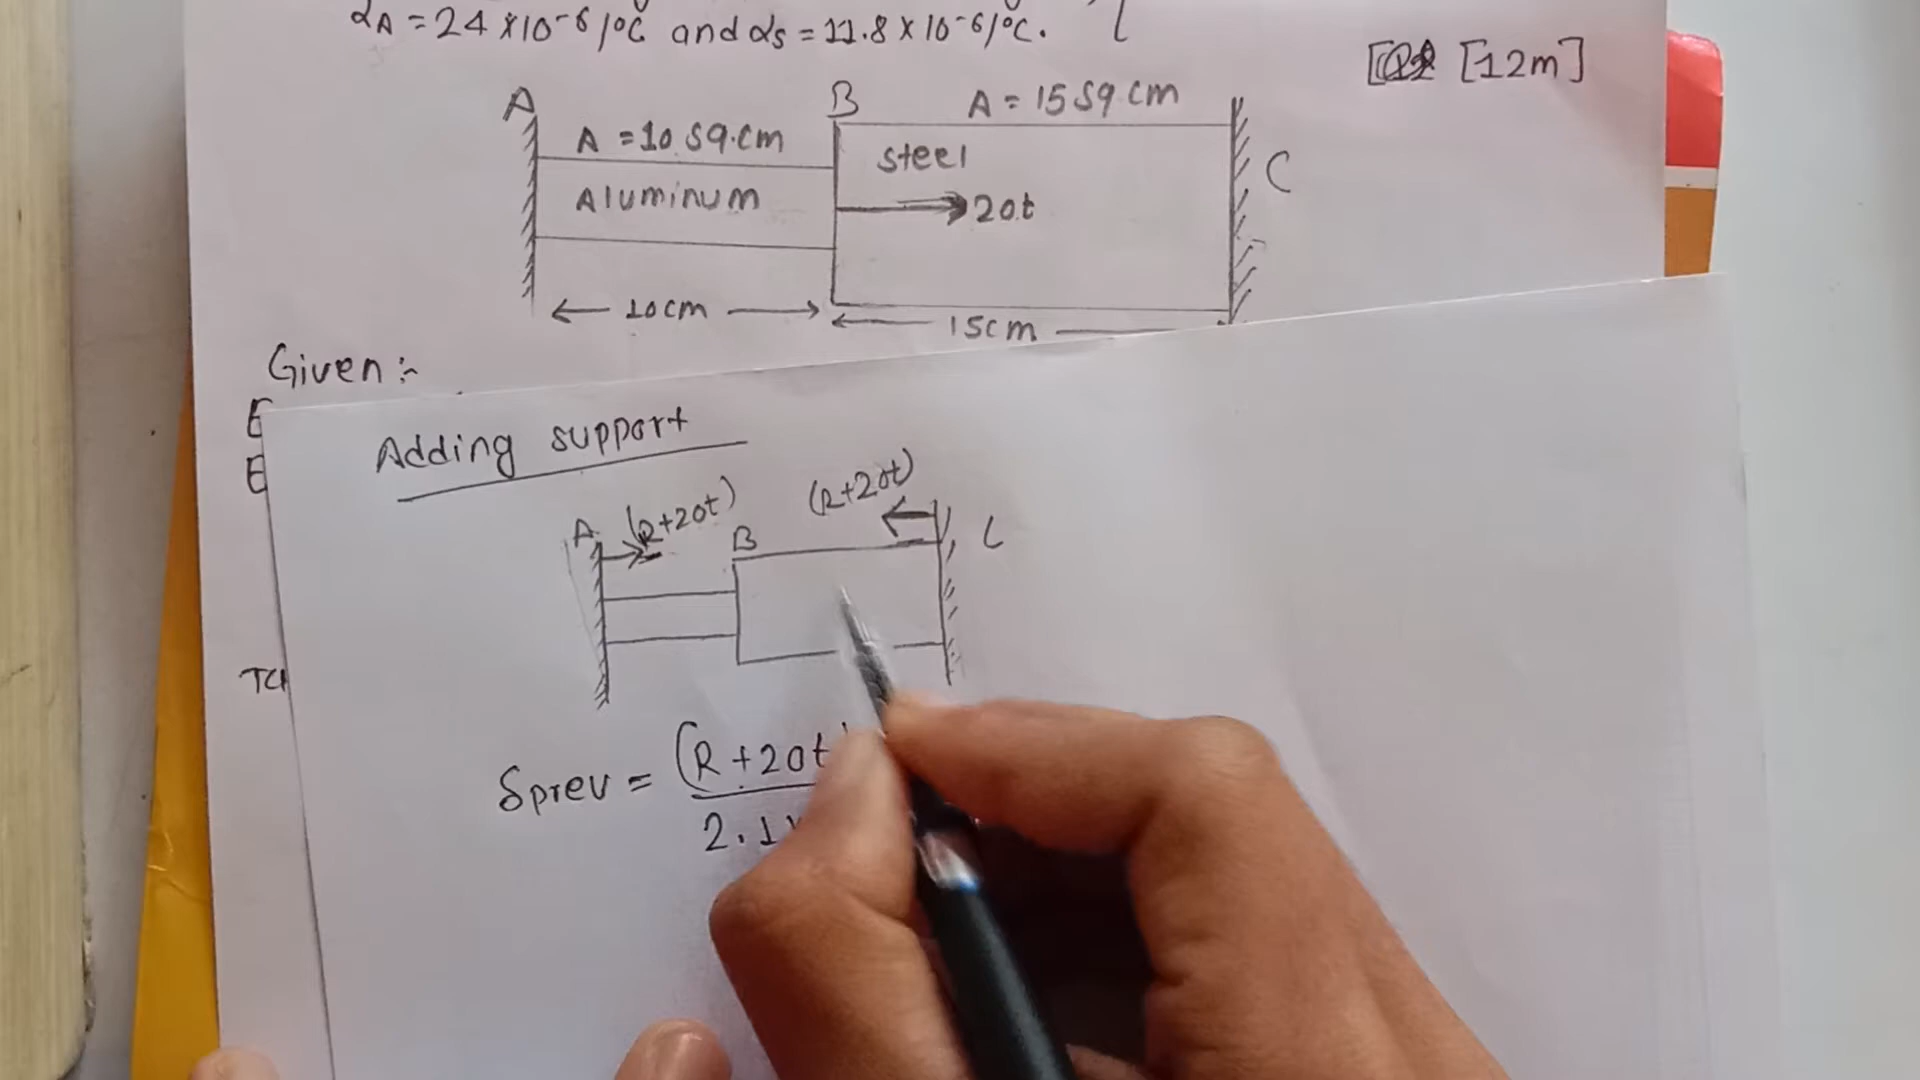 αA = 24 × 10⁻⁶ /°C and αs = 11.8 × 10⁻⁶/°C.
[12m]
A B A = 15 sq. cm
A = 10 sq. cm
steel
C
Aluminum
20t
10cm
15cm
Given :-
E
Adding support
E
(R+20t) (R+20t)
A B C
δprev = (R+20t
2.1